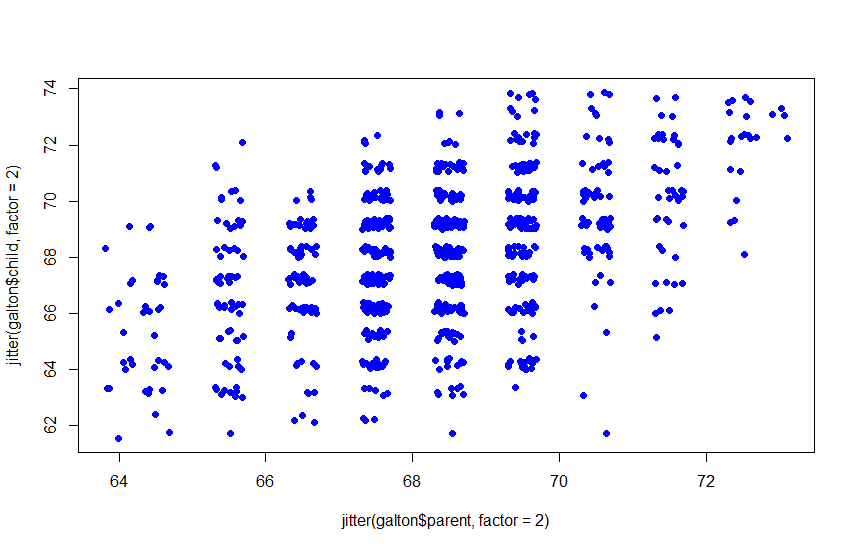 jitter(galton$child, factor = 2)
74
72
70
68
66
64
62
64 66 68 70 72
jitter(galton$parent, factor = 2)